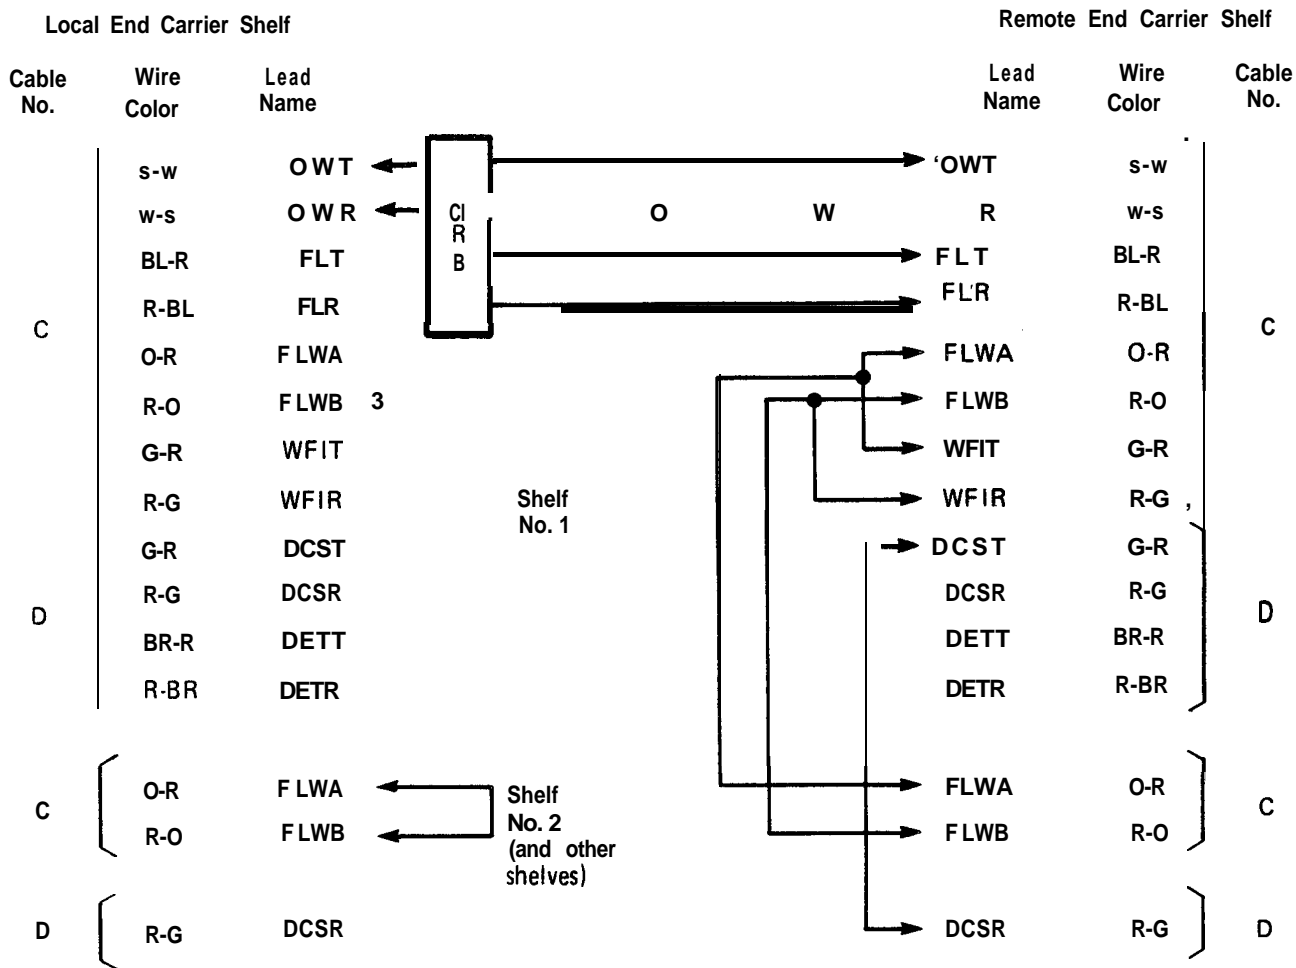 Local End Carrier Shelf
Remote End Carrier Shelf
Cable No. Wire Color Lead Name
Lead Name Wire Color Cable No.
s-w OWT 'OWT s-w
w-s OWR O W R w-s
CI R B
BL-R FLT FLT BL-R
R-BL FLR FL'R R-BL
C C
O-R FLWA FLWA O-R
R-O FLWB 3 FLWB R-O
G-R WFIT WFIT G-R
R-G WFIR WFIR R-G ,
Shelf
No. 1
G-R DCST DCST G-R
R-G DCSR DCSR R-G
D D
BR-R DETT DETT BR-R
R-BR DETR DETR R-BR
O-R FLWA FLWA O-R
C C
R-O FLWB FLWB R-O
Shelf
No. 2
(and other
shelves)
D R-G DCSR DCSR R-G D